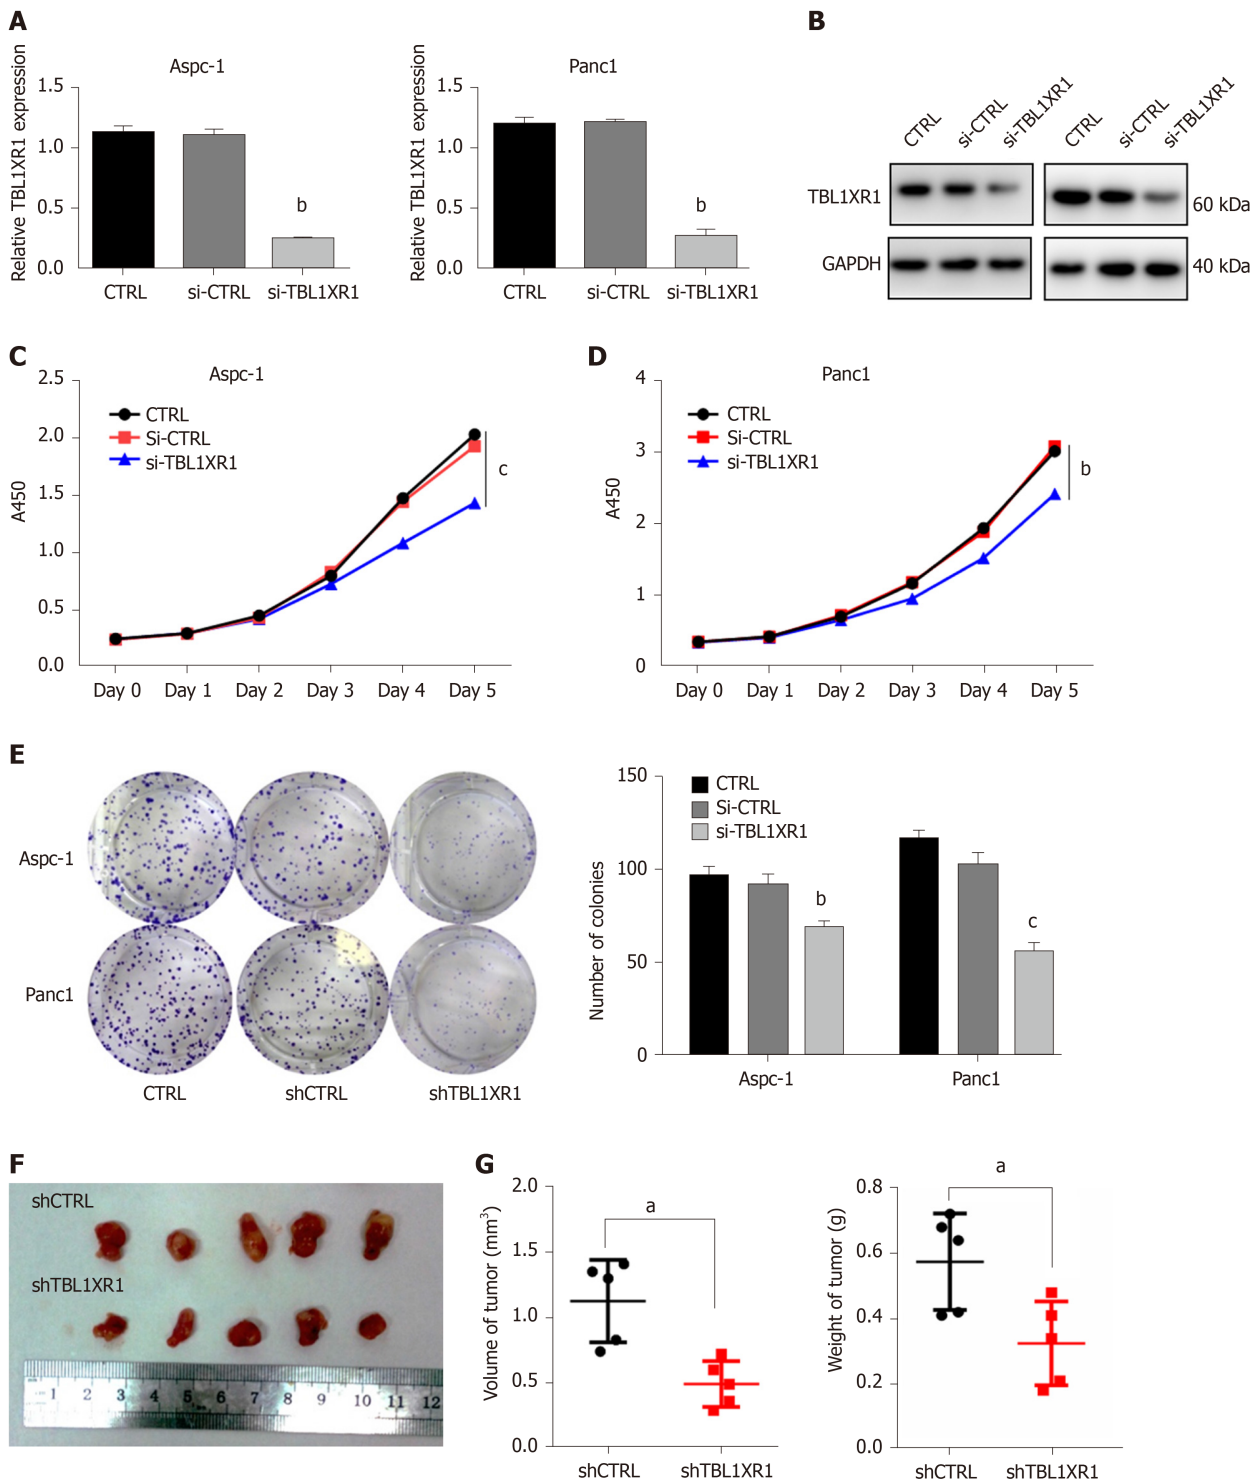 A
Aspc-1
Relative TBL1XR1 expression
1.5
1.0
0.5
0.0
b
CTRL si-CTRL si-TBL1XR1
Panc1
Relative TBL1XR1 expression
1.5
1.0
0.5
0.0
b
CTRL si-CTRL si-TBL1XR1
B
CTRL si-CTRL si-TBL1XR1 CTRL si-CTRL si-TBL1XR1
TBL1XR1 60 kDa
GAPDH 40 kDa
C
Aspc-1
A450
2.5
2.0
1.5
1.0
0.5
0.0
CTRL
Si-CTRL
si-TBL1XR1
c
Day 0 Day 1 Day 2 Day 3 Day 4 Day 5
D
Panc1
A450
4
3
2
1
0
CTRL
Si-CTRL
si-TBL1XR1
b
Day 0 Day 1 Day 2 Day 3 Day 4 Day 5
E
Aspc-1
Panc1
CTRL shCTRL shTBL1XR1
Number of colonies
150
100
50
0
CTRL
Si-CTRL
si-TBL1XR1
b
c
Aspc-1 Panc1
F
shCTRL
shTBL1XR1
1 2 3 4 5 6 7 8 9 10 11 12
G
Volume of tumor (mm³)
2.0
1.5
1.0
0.5
0.0
a
shCTRL shTBL1XR1
Weight of tumor (g)
0.8
0.6
0.4
0.2
0.0
a
shCTRL shTBL1XR1